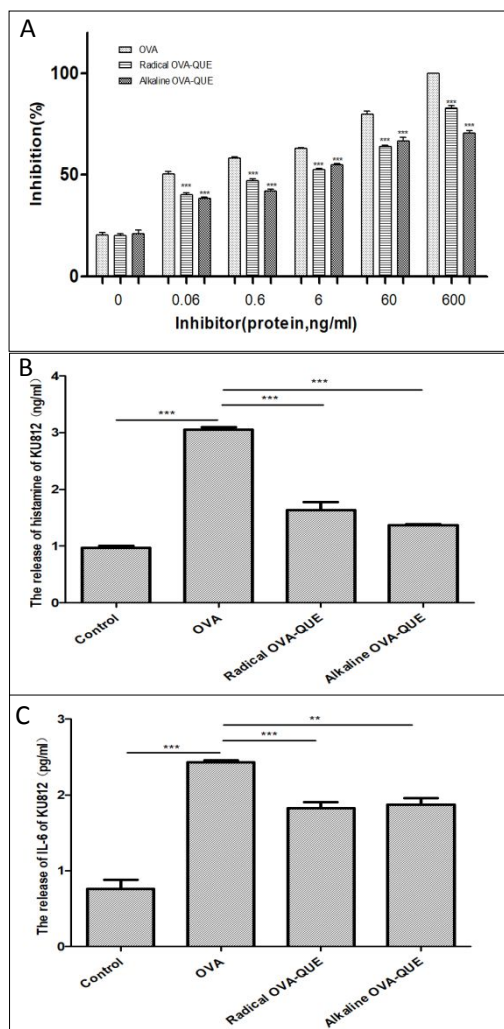 A
OVA
Radical OVA-QUE
Alkaline OVA-QUE
Inhibition(%)
100
50
0
*** ***
*** ***
*** ***
*** ***
*** ***
0 0.06 0.6 6 60 600
Inhibitor(protein,ng/ml)
B
The release of histamine of KU812 (ng/ml)
4
3
2
1
0
***
***
***
Control OVA Radical OVA-QUE Alkaline OVA-QUE
C
The release of IL-6 of KU812 (pg/ml)
3
2
1
0
**
***
***
Control OVA Radical OVA-QUE Alkaline OVA-QUE